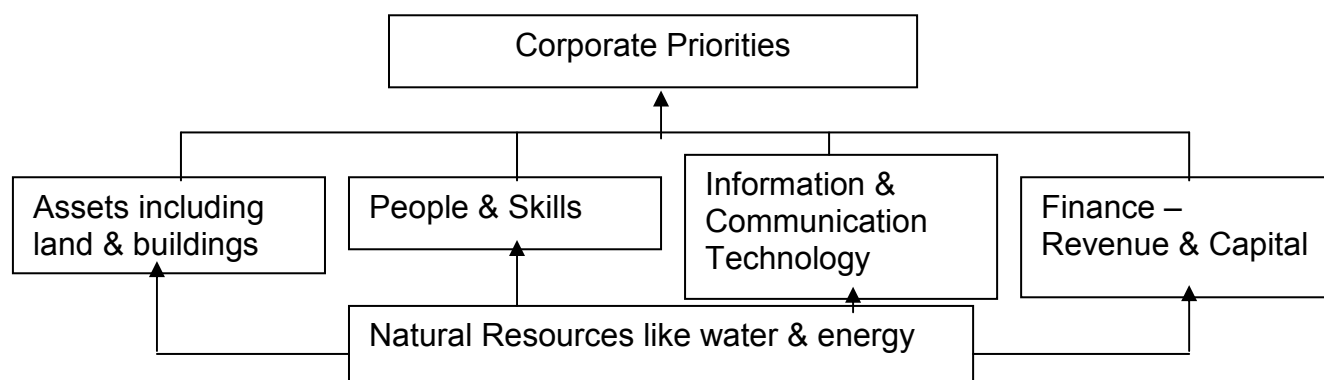 Corporate Priorities
Assets including
land & buildings
People & Skills
Information &
Communication
Technology
Finance –
Revenue & Capital
Natural Resources like water & energy